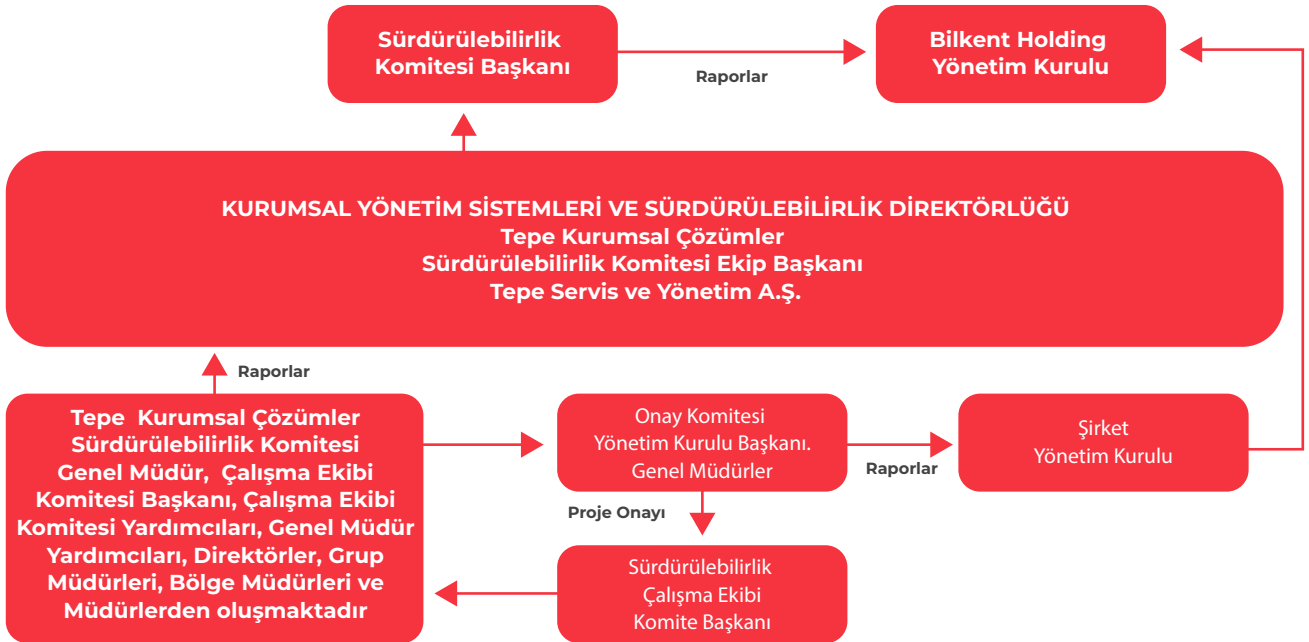 Sürdürülebilirlik
Komitesi Başkanı
Raporlar
Bilkent Holding
Yönetim Kurulu
KURUMSAL YÖNETİM SİSTEMLERİ VE SÜRDÜRÜLEBİLİRLİK DİREKTÖRLÜĞÜ
Tepe Kurumsal Çözümler
Sürdürülebilirlik Komitesi Ekip Başkanı
Tepe Servis ve Yönetim A.Ş.
Raporlar
Tepe Kurumsal Çözümler
Sürdürülebilirlik Komitesi
Genel Müdür, Çalışma Ekibi
Komitesi Başkanı, Çalışma Ekibi
Komitesi Yardımcıları, Genel Müdür
Yardımcıları, Direktörler, Grup
Müdürleri, Bölge Müdürleri ve
Müdürlerden oluşmaktadır
Onay Komitesi
Yönetim Kurulu Başkanı.
Genel Müdürler
Raporlar
Şirket
Yönetim Kurulu
Proje Onayı
Sürdürülebilirlik
Çalışma Ekibi
Komite Başkanı